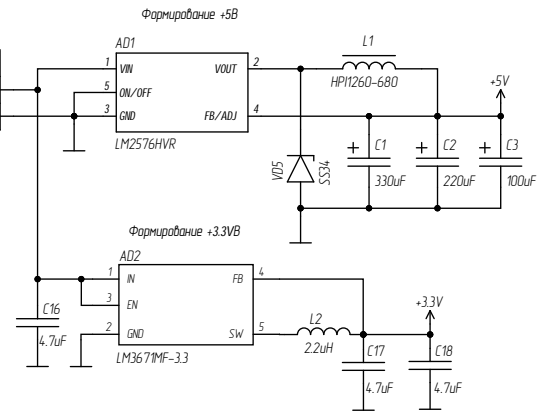 Формирование +5В
AD1
L1
1 VIN VOUT 2
HPI1260-680
+5V
5 ON/OFF
3 GND FB/ADJ 4
LM2576HVR
VD5
SS34
+ C1
330uF
+ C2
220uF
+ C3
100uF
Формирование +3.3VВ
AD2
1 IN FB 4
3 EN
+3.3V
C16
4.7uF
2 GND SW 5
L2
2.2uH
LM3671MF-3.3
C17
4.7uF
C18
4.7uF